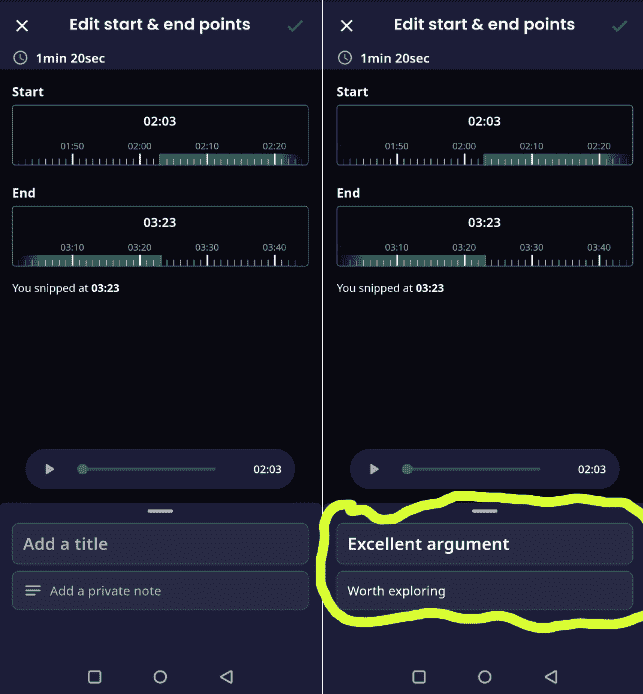 Edit start & end points
1min 20sec
Start
02:03
01:50 02:00 02:10 02:20
End
03:23
03:10 03:20 03:30 03:40
You snipped at 03:23
02:03
Add a title
Add a private note
Edit start & end points
1min 20sec
Start
02:03
01:50 02:00 02:10 02:20
End
03:23
03:10 03:20 03:30 03:40
You snipped at 03:23
02:03
Excellent argument
Worth exploring